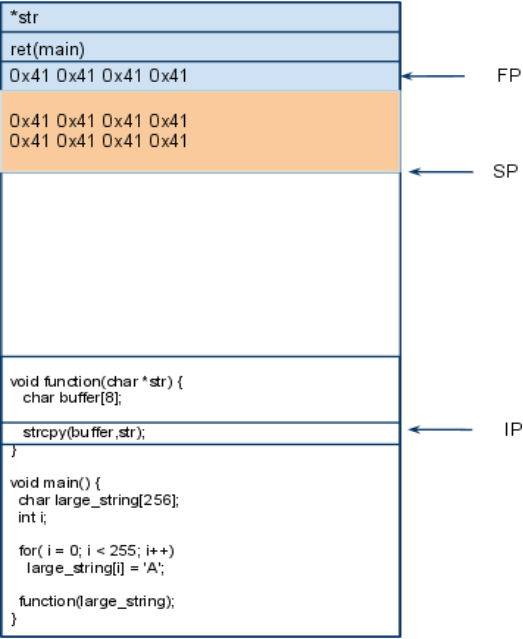 *str
ret(main)
0x41 0x41 0x41 0x41
FP
0x41 0x41 0x41 0x41
0x41 0x41 0x41 0x41
SP
void function(char *str) {
char buffer[8];
strcpy(buffer,str);
IP
}
void main() {
char large_string[256];
int i;
for( i = 0; i < 255; i++)
large_string[i] = 'A';
function(large_string);
}